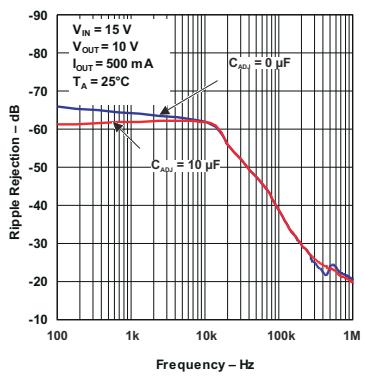 -90
-80
-70
-60
-50
-40
-30
-20
-10
Ripple Rejection – dB
V_IN = 15 V
V_OUT = 10 V
I_OUT = 500 mA
T_A = 25°C
C_ADJ = 0 µF
C_ADJ = 10 µF
100 1k 10k 100k 1M
Frequency – Hz